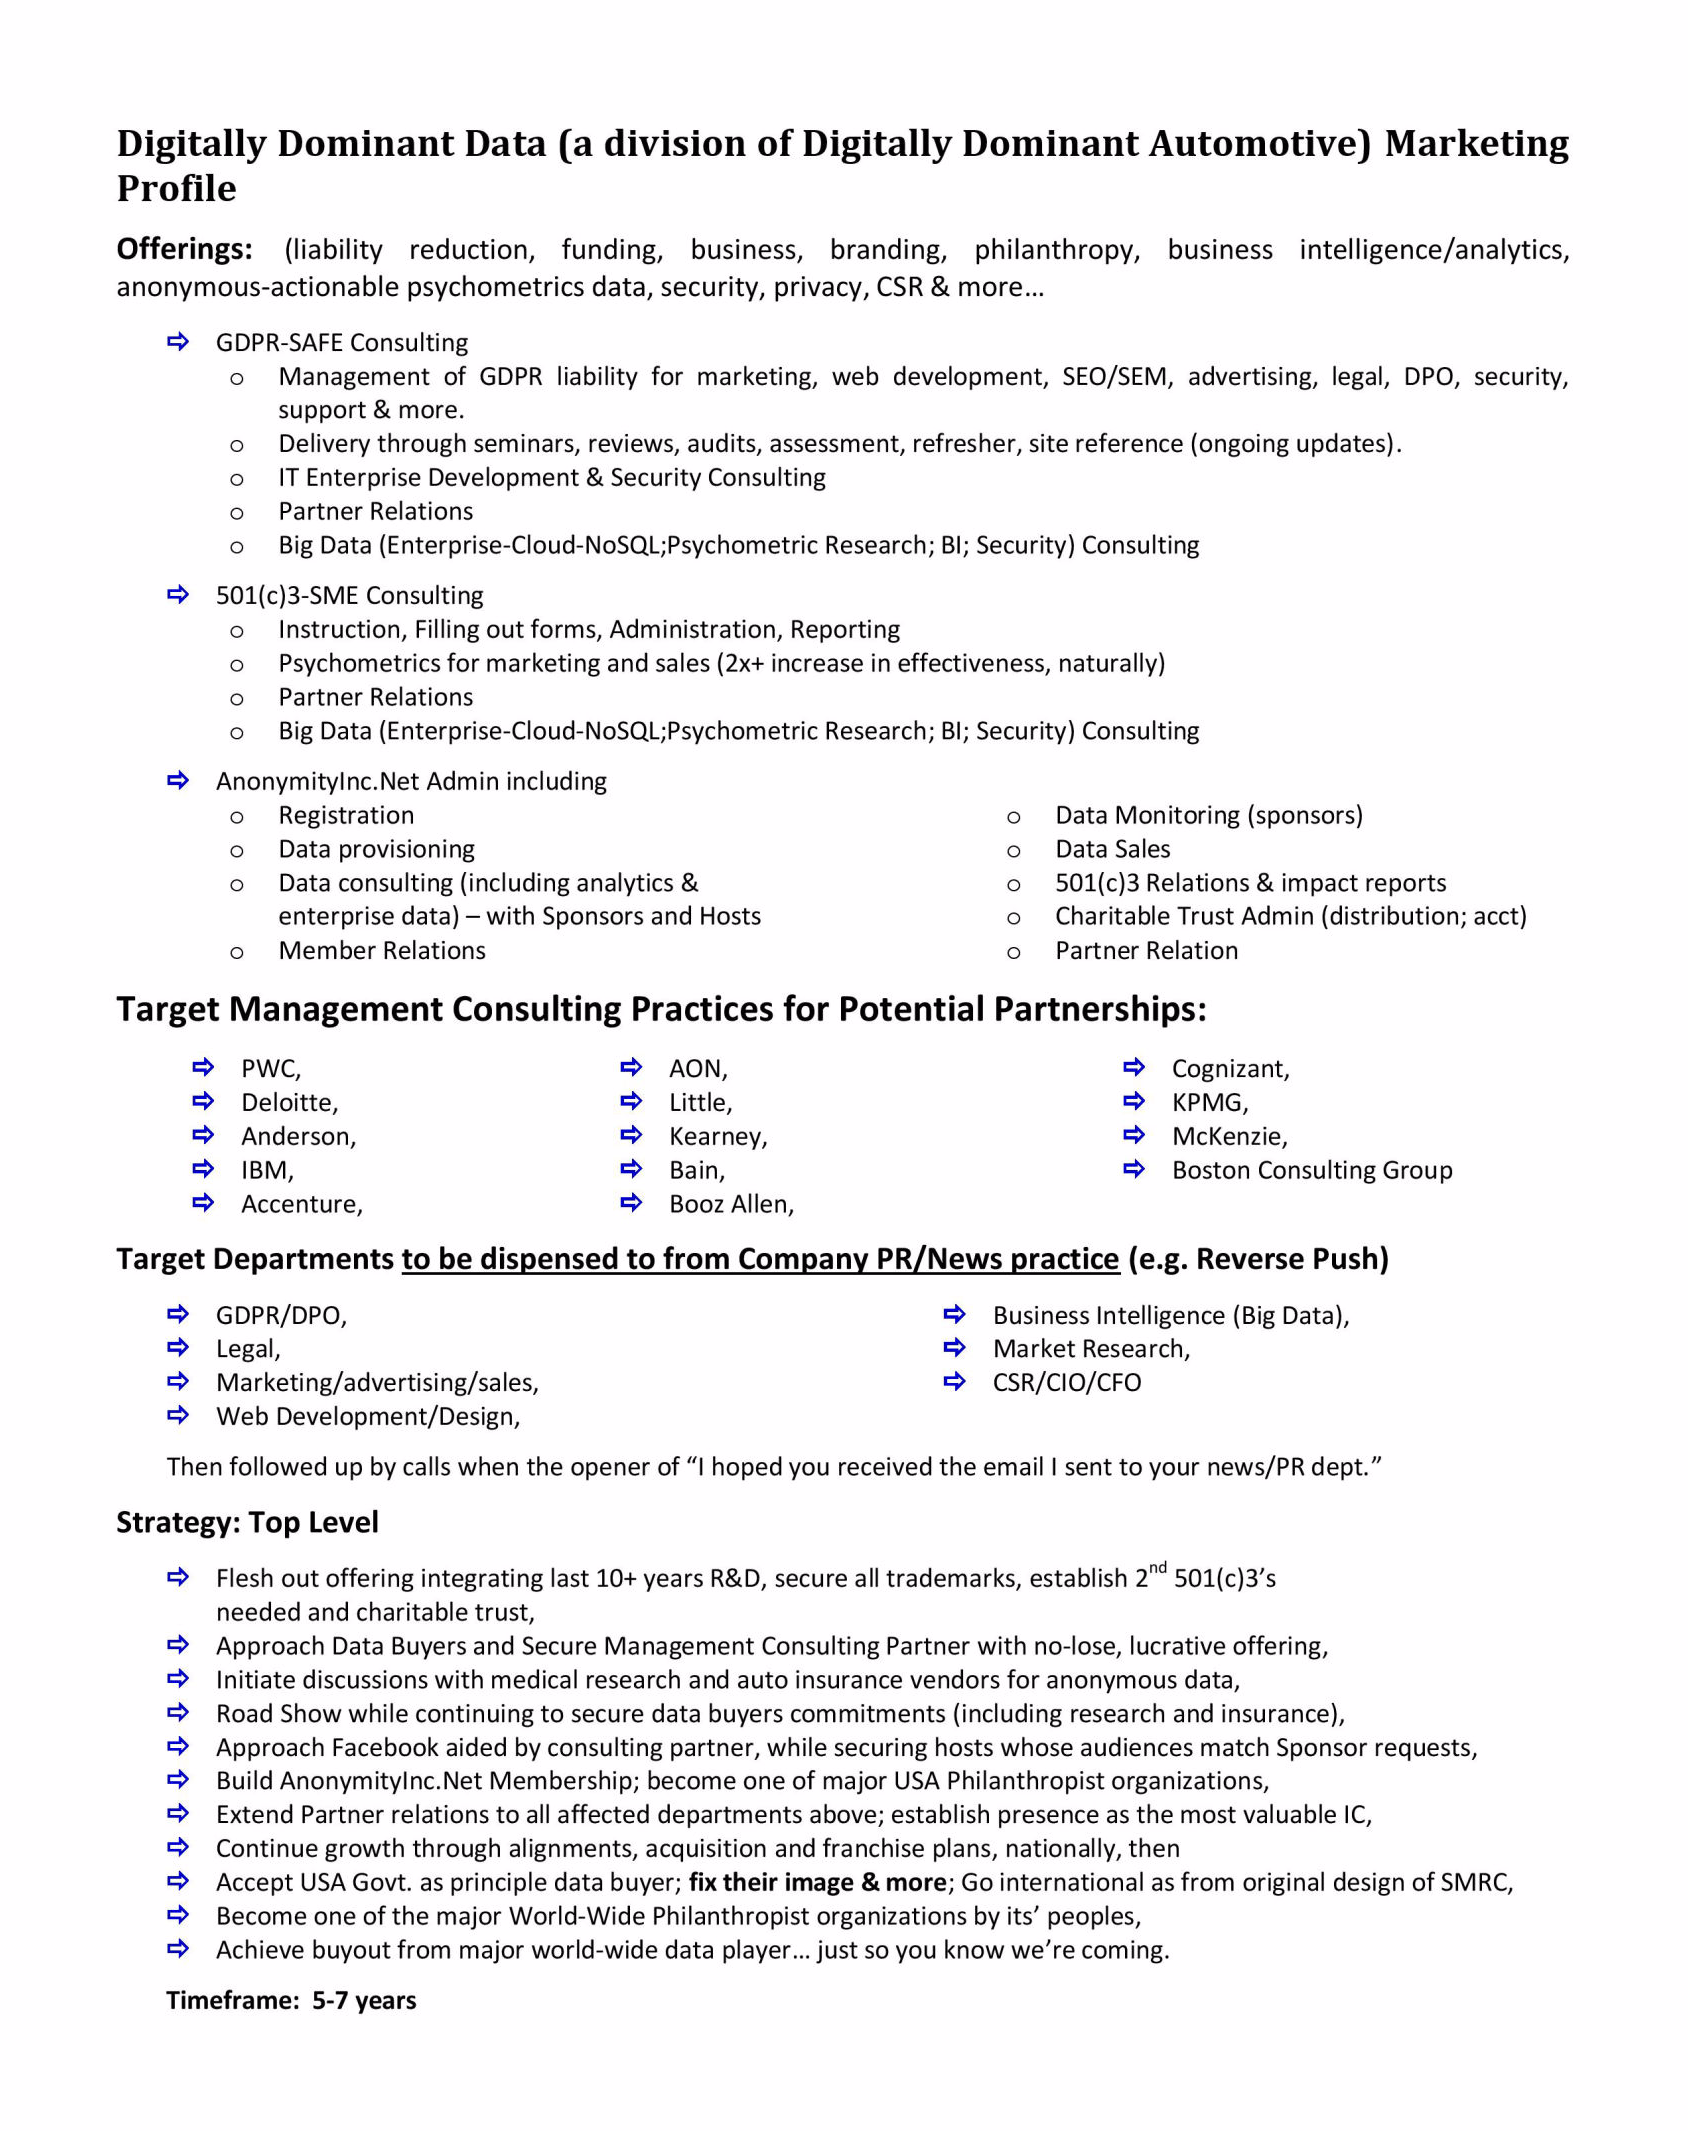 Digitally Dominant Data (a division of Digitally Dominant Automotive) Marketing
Profile
Offerings: (liability reduction, funding, business, branding, philanthropy, business intelligence/analytics,
anonymous-actionable psychometrics data, security, privacy, CSR & more…
⇨ GDPR-SAFE Consulting
o Management of GDPR liability for marketing, web development, SEO/SEM, advertising, legal, DPO, security,
support & more.
o Delivery through seminars, reviews, audits, assessment, refresher, site reference (ongoing updates).
o IT Enterprise Development & Security Consulting
o Partner Relations
o Big Data (Enterprise-Cloud-NoSQL;Psychometric Research; BI; Security) Consulting
⇨ 501(c)3-SME Consulting
o Instruction, Filling out forms, Administration, Reporting
o Psychometrics for marketing and sales (2x+ increase in effectiveness, naturally)
o Partner Relations
o Big Data (Enterprise-Cloud-NoSQL;Psychometric Research; BI; Security) Consulting
⇨ AnonymityInc.Net Admin including
o Registration
o Data provisioning
o Data consulting (including analytics &
enterprise data) – with Sponsors and Hosts
o Member Relations
o Data Monitoring (sponsors)
o Data Sales
o 501(c)3 Relations & impact reports
o Charitable Trust Admin (distribution; acct)
o Partner Relation
Target Management Consulting Practices for Potential Partnerships:
⇨ PWC,
⇨ Deloitte,
⇨ Anderson,
⇨ IBM,
⇨ Accenture,
⇨ AON,
⇨ Little,
⇨ Kearney,
⇨ Bain,
⇨ Booz Allen,
⇨ Cognizant,
⇨ KPMG,
⇨ McKenzie,
⇨ Boston Consulting Group
Target Departments to be dispensed to from Company PR/News practice (e.g. Reverse Push)
⇨ GDPR/DPO,
⇨ Legal,
⇨ Marketing/advertising/sales,
⇨ Web Development/Design,
⇨ Business Intelligence (Big Data),
⇨ Market Research,
⇨ CSR/CIO/CFO
Then followed up by calls when the opener of “I hoped you received the email I sent to your news/PR dept.”
Strategy: Top Level
⇨ Flesh out offering integrating last 10+ years R&D, secure all trademarks, establish 2nd 501(c)3’s
needed and charitable trust,
⇨ Approach Data Buyers and Secure Management Consulting Partner with no-lose, lucrative offering,
⇨ Initiate discussions with medical research and auto insurance vendors for anonymous data,
⇨ Road Show while continuing to secure data buyers commitments (including research and insurance),
⇨ Approach Facebook aided by consulting partner, while securing hosts whose audiences match Sponsor requests,
⇨ Build AnonymityInc.Net Membership; become one of major USA Philanthropist organizations,
⇨ Extend Partner relations to all affected departments above; establish presence as the most valuable IC,
⇨ Continue growth through alignments, acquisition and franchise plans, nationally, then
⇨ Accept USA Govt. as principle data buyer; fix their image & more; Go international as from original design of SMRC,
⇨ Become one of the major World-Wide Philanthropist organizations by its’ peoples,
⇨ Achieve buyout from major world-wide data player… just so you know we’re coming.
Timeframe: 5-7 years